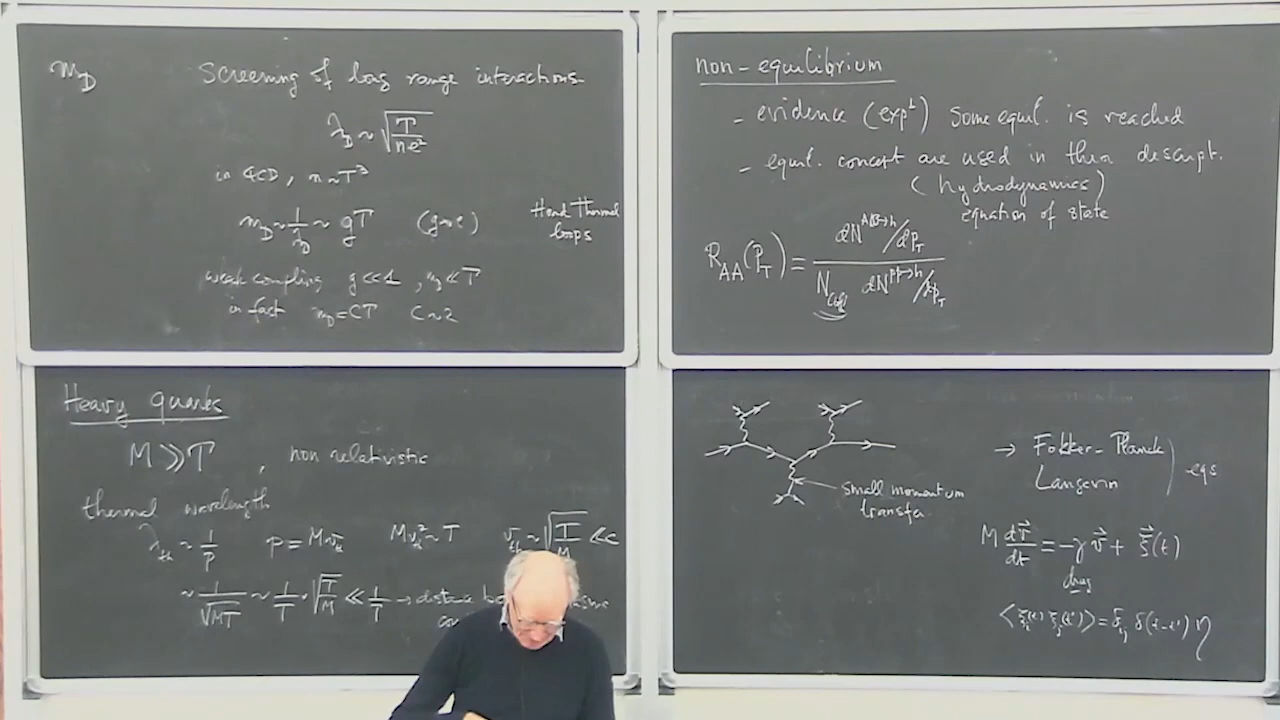 m_D Screening of long range interactions
λ_D ~ √(T/ne²)
in QCD, n~T³
m_D ~ 1/λ_D ~ gT (g~e) Hard Thermal loops
weak coupling g<<1, m_D << T
in fact m_D = CT C~2
non-equilibrium
- evidence (expt) some equil. is reached
- equil. concept are used in their descript.
(hydrodynamics)
equation of state
R_AA(P_T) = (dN^{AA→h}/dp_T) / (N_coll dN^{pp→h}/dp_T)
Heavy quarks
M >> T, non relativistic
thermal wavelength
λ_th ~ 1/p p = Mv_th Mv_th² ~ T v_th ~ √(T/M) << c
~ 1/√(MT) ~ 1/T · √(T/M) << 1/T → distance
small momentum
transfer
→ Fokker-Planck
Langevin ) eqs
M dv⃗/dt = -γ v⃗ + ξ⃗(t)
drag
<ξ_i(t) ξ_j(t')> = δ_ij δ(t-t') η